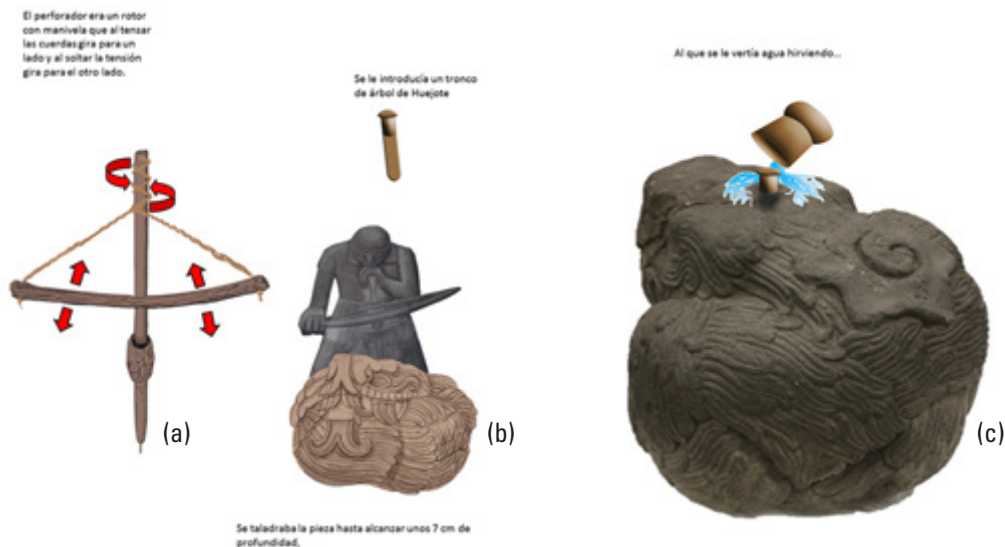 El perforador era un rotor
con manivela que al tensar
las cuerdas gira para un
lado y al soltar la tensión
gira para el otro lado.
Se le introducía un tronco
de árbol de Huejote
Al que se le vertía agua hirviendo...
(a)
(b)
(c)
Se taladraba la pieza hasta alcanzar unos 7 cm de
profundidad,